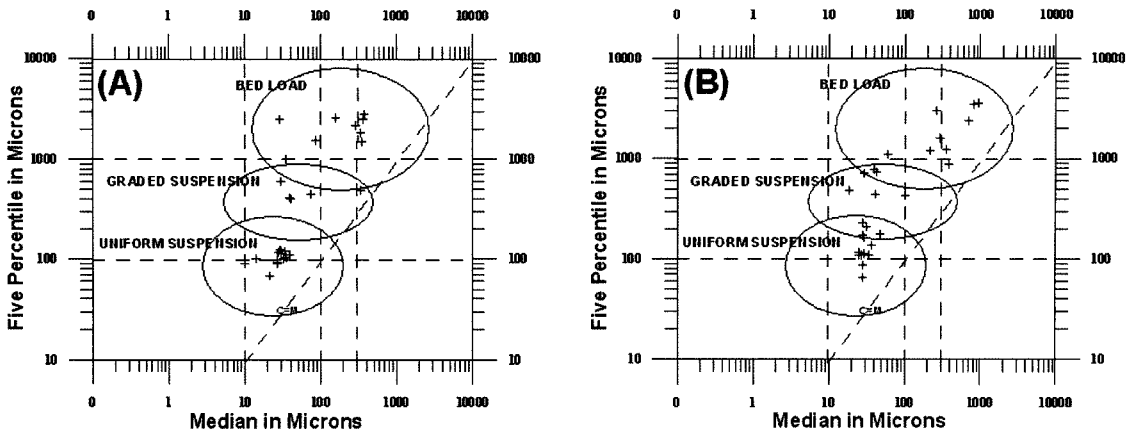 0 1 10 100 1000 10000
(A)
10000 10000
BED LOAD
1000 1000
GRADED SUSPENSION
UNIFORM SUSPENSION
100 100
C=M
10 10
0 1 10 100 1000 10000
Five Percentile in Microns
Median in Microns
0 1 10 100 1000 10000
(B)
10000 10000
BED LOAD
1000 1000
GRADED SUSPENSION
UNIFORM SUSPENSION
100 100
C=M
10 10
0 1 10 100 1000 10000
Five Percentile in Microns
Median in Microns